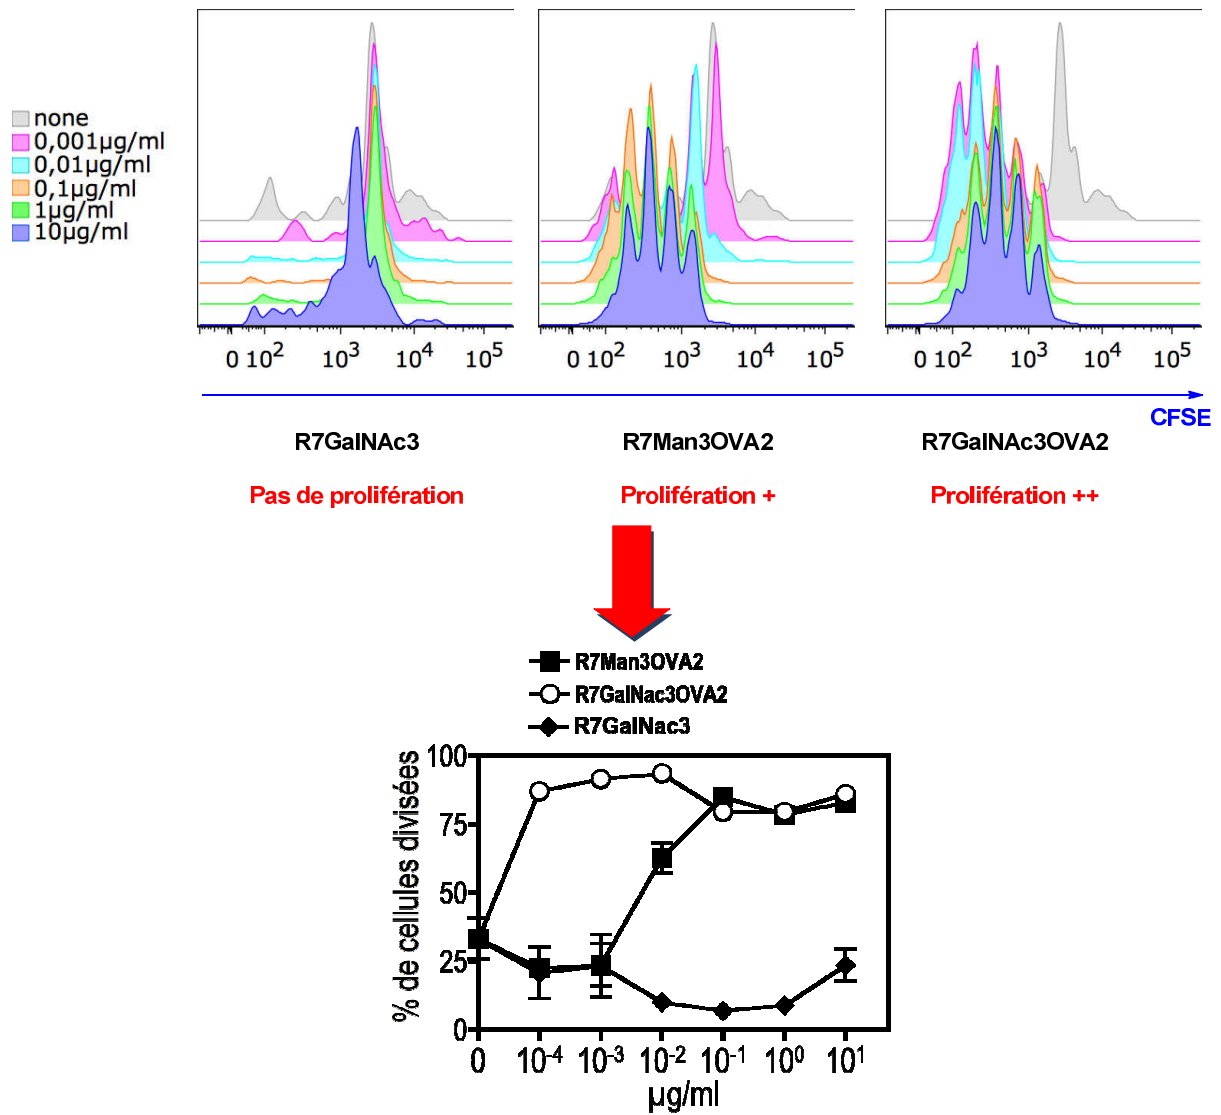 none
0,001µg/ml
0,01µg/ml
0,1µg/ml
1µg/ml
10µg/ml
0 10² 10³ 10⁴ 10⁵
0 10² 10³ 10⁴ 10⁵
0 10² 10³ 10⁴ 10⁵
CFSE
R7GalNAc3
R7Man3OVA2
R7GalNAc3OVA2
Pas de prolifération
Prolifération +
Prolifération ++
R7Man3OVA2
R7GalNac3OVA2
R7GalNac3
% de cellules divisées
100
75
50
25
0
0 10⁻⁴ 10⁻³ 10⁻² 10⁻¹ 10⁰ 10¹
µg/ml